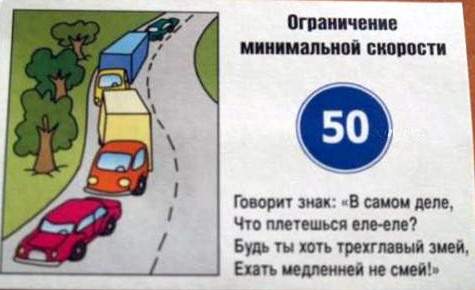 Ограничение
минимальной скорости
50
Говорит знак: «В самом деле,
Что плетешься еле-еле?
Будь ты хоть трехглавый змей,
Ехать медленней не смей!»